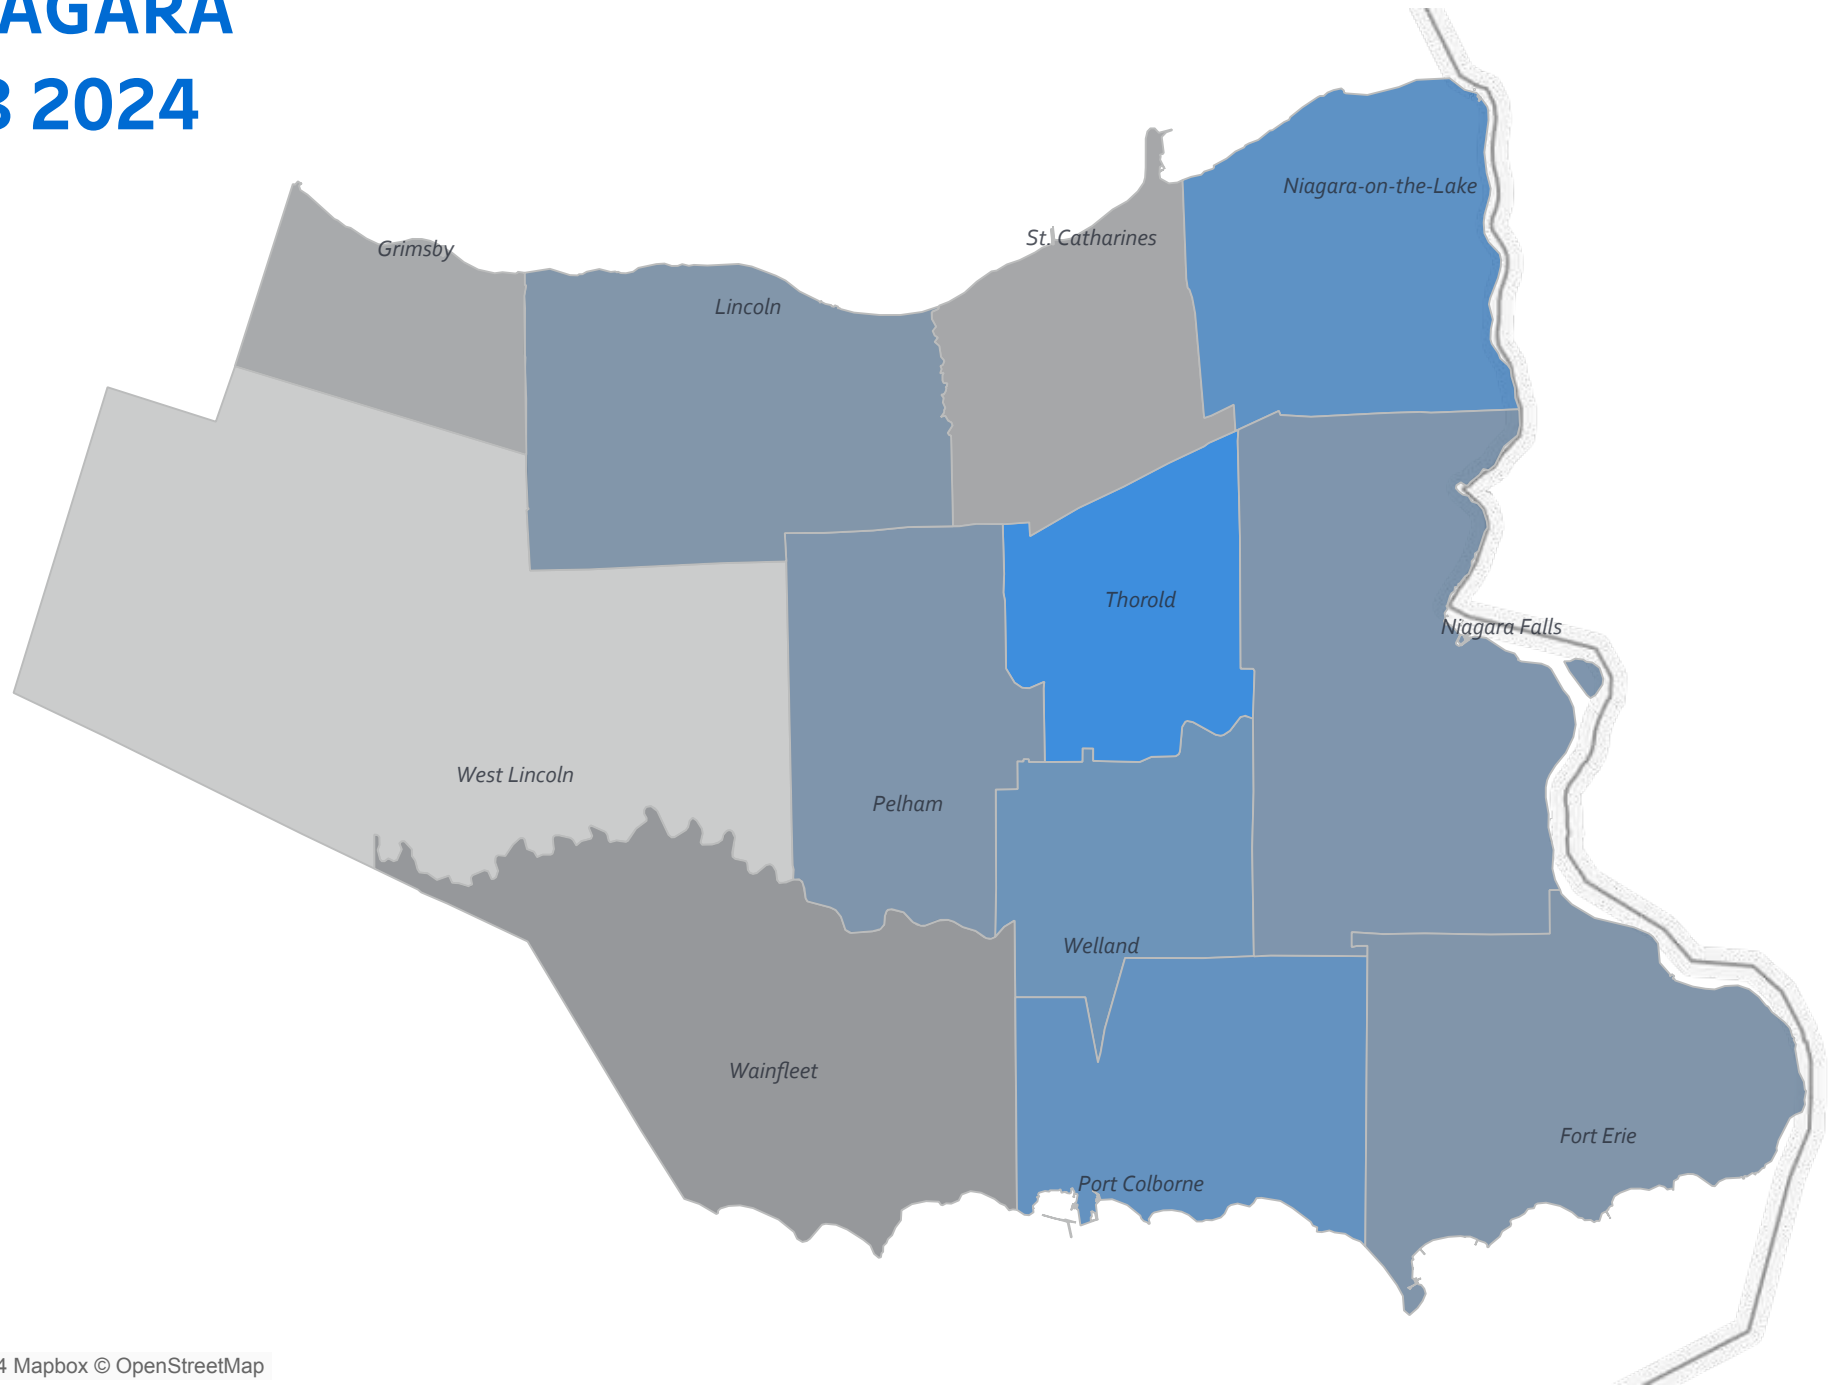 AGARA
3 2024
Niagara-on-the-Lake
St. Catharines
Grimsby
Lincoln
Thorold
Niagara Falls
West Lincoln
Pelham
Welland
Wainfleet
Fort Erie
Port Colborne
4 Mapbox © OpenStreetMap